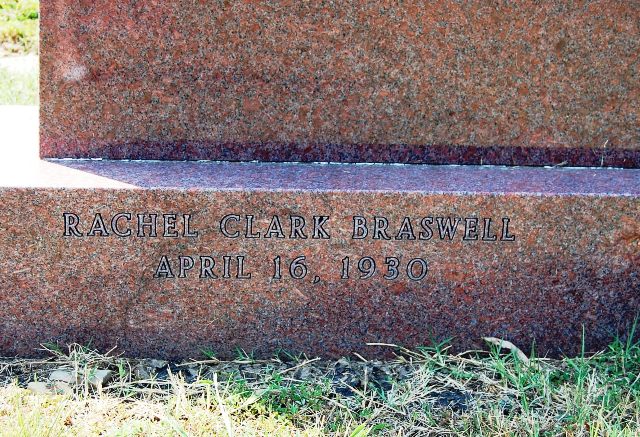 RACHEL CLARK BRASWELL
APRIL 16, 1930